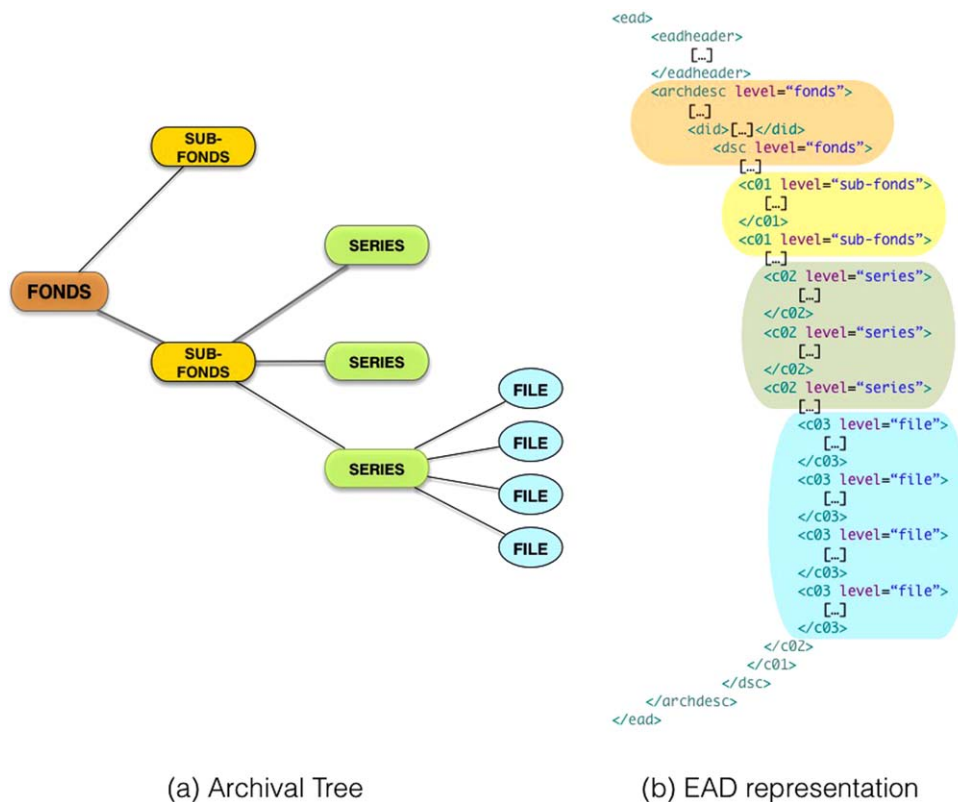 SUB-
FONDS
FONDS
SUB-
FONDS
SERIES
SERIES
SERIES
FILE
FILE
FILE
FILE
(a) Archival Tree
<ead>
<eadheader>
[…]
</eadheader>
<archdesc level="fonds">
[…]
<did>[…]</did>
<dsc level="fonds">
[…]
<c01 level="sub-fonds">
[…]
</c01>
<c01 level="sub-fonds">
[…]
<c02 level="series">
[…]
</c02>
<c02 level="series">
[…]
</c02>
<c02 level="series">
[…]
<c03 level="file">
[…]
</c03>
<c03 level="file">
[…]
</c03>
<c03 level="file">
[…]
</c03>
<c03 level="file">
[…]
</c03>
</c02>
</c01>
</dsc>
</archdesc>
</ead>
(b) EAD representation